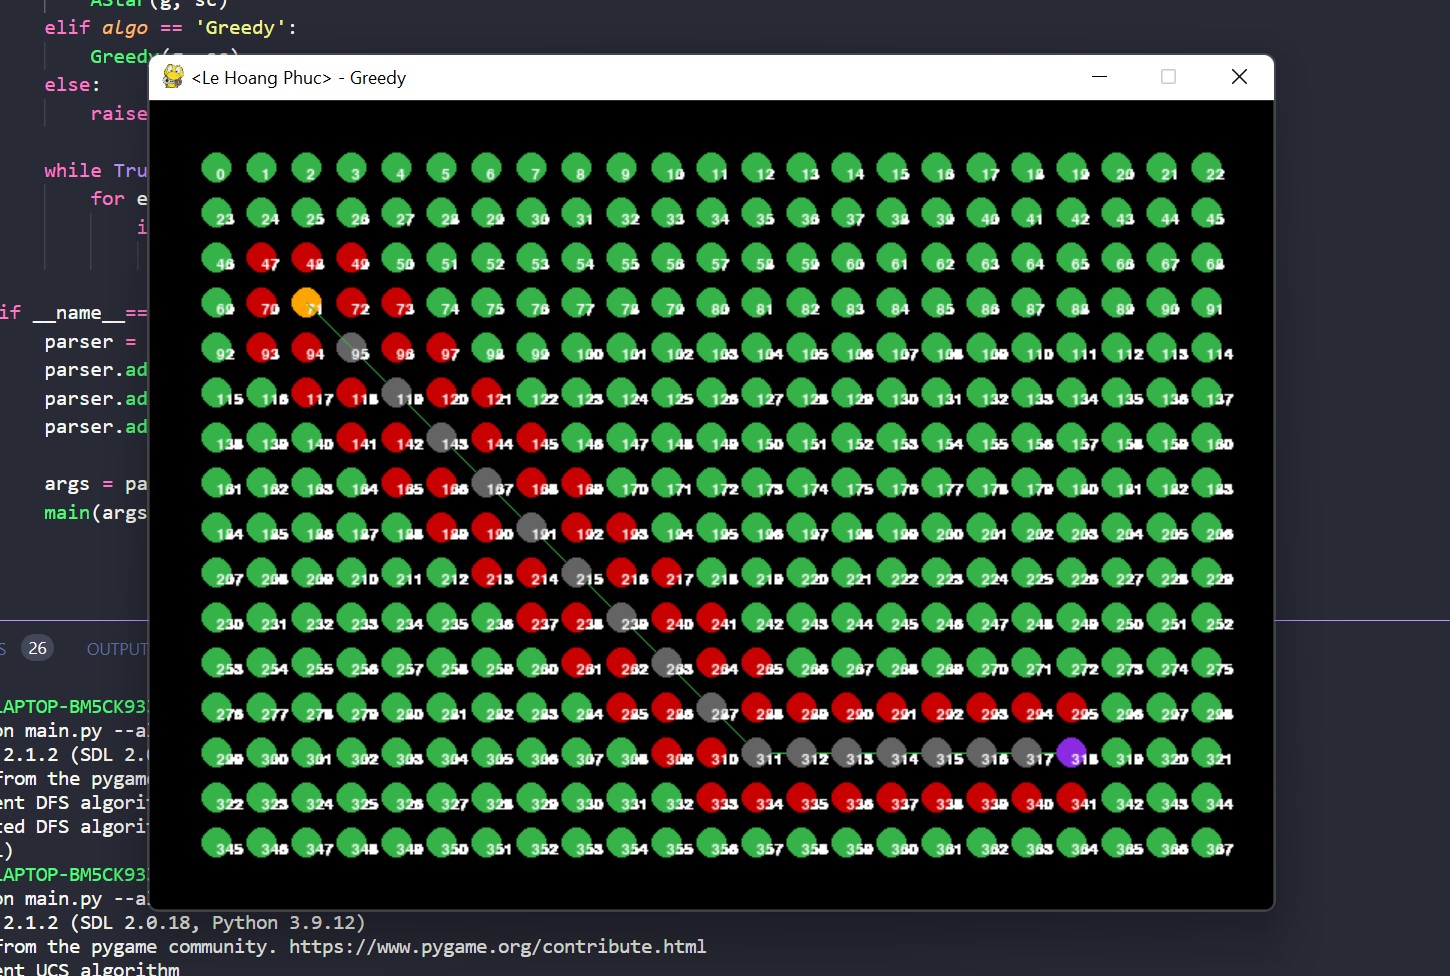 AStar(g, sc)
elif algo == 'Greedy':
Greedy(g, sc)
<Le Hoang Phuc> - Greedy
else:
raise
while Tru
for e
i
if __name__==
parser =
parser.ad
parser.ad
parser.ad
args = pa
main(args
0 1 2 3 4 5 6 7 8 9 10 11 12 13 14 15 16 17 18 19 20 21 22
23 24 25 26 27 28 29 30 31 32 33 34 35 36 37 38 39 40 41 42 43 44 45
46 47 48 49 50 51 52 53 54 55 56 57 58 59 60 61 62 63 64 65 66 67 68
69 70 71 72 73 74 75 76 77 78 79 80 81 82 83 84 85 86 87 88 89 90 91
92 93 94 95 96 97 98 99 100 101 102 103 104 105 106 107 108 109 110 111 112 113 114
115 116 117 118 119 120 121 122 123 124 125 126 127 128 129 130 131 132 133 134 135 136 137
138 139 140 141 142 143 144 145 146 147 148 149 150 151 152 153 154 155 156 157 158 159 160
161 162 163 164 165 166 167 168 169 170 171 172 173 174 175 176 177 178 179 180 181 182 183
184 185 186 187 188 189 190 191 192 193 194 195 196 197 198 199 200 201 202 203 204 205 206
207 208 209 210 211 212 213 214 215 216 217 218 219 220 221 222 223 224 225 226 227 228 229
230 231 232 233 234 235 236 237 238 239 240 241 242 243 244 245 246 247 248 249 250 251 252
253 254 255 256 257 258 259 260 261 262 263 264 265 266 267 268 269 270 271 272 273 274 275
276 277 278 279 280 281 282 283 284 285 286 287 288 289 290 291 292 293 294 295 296 297 298
299 300 301 302 303 304 305 306 307 308 309 310 311 312 313 314 315 316 317 318 319 320 321
322 323 324 325 326 327 328 329 330 331 332 333 334 335 336 337 338 339 340 341 342 343 344
345 346 347 348 349 350 351 352 353 354 355 356 357 358 359 360 361 362 363 364 365 366 367
S 26 OUTPUT
LAPTOP-BM5CK93
on main.py --a
2.1.2 (SDL 2.0
from the pygame
ent DFS algori
ted DFS algori
)
LAPTOP-BM5CK93
on main.py --a
2.1.2 (SDL 2.0.18, Python 3.9.12)
from the pygame community. https://www.pygame.org/contribute.html
ent UCS algorithm